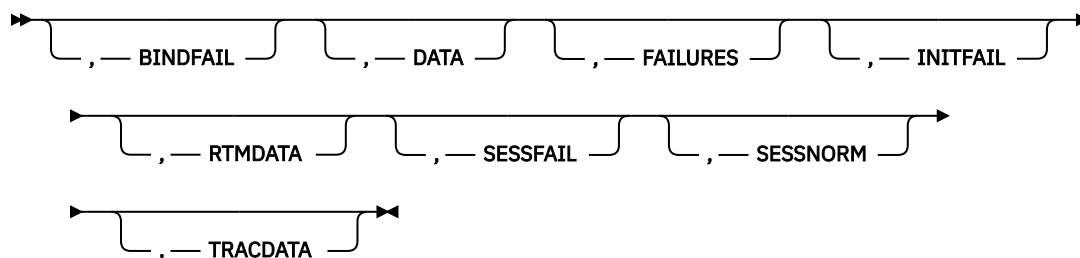 , BINDFAIL , DATA , FAILURES , INITFAIL
, RTMDATA , SESSFAIL , SESSNORM
. TRACDATA